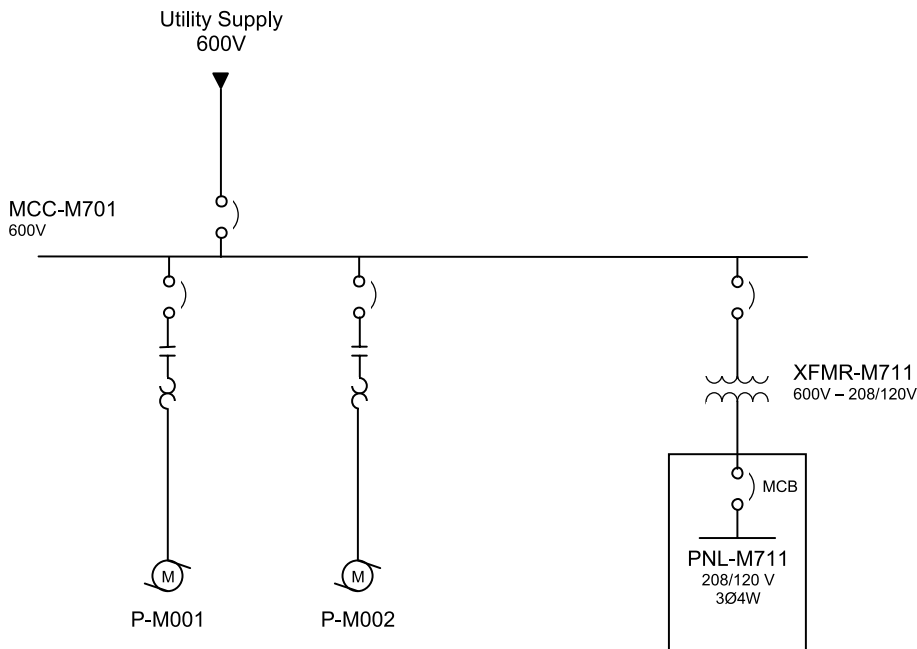 Utility Supply
600V
MCC-M701
600V
XFMR-M711
600V – 208/120V
MCB
PNL-M711
208/120 V
3Ø4W
M
M
P-M001
P-M002